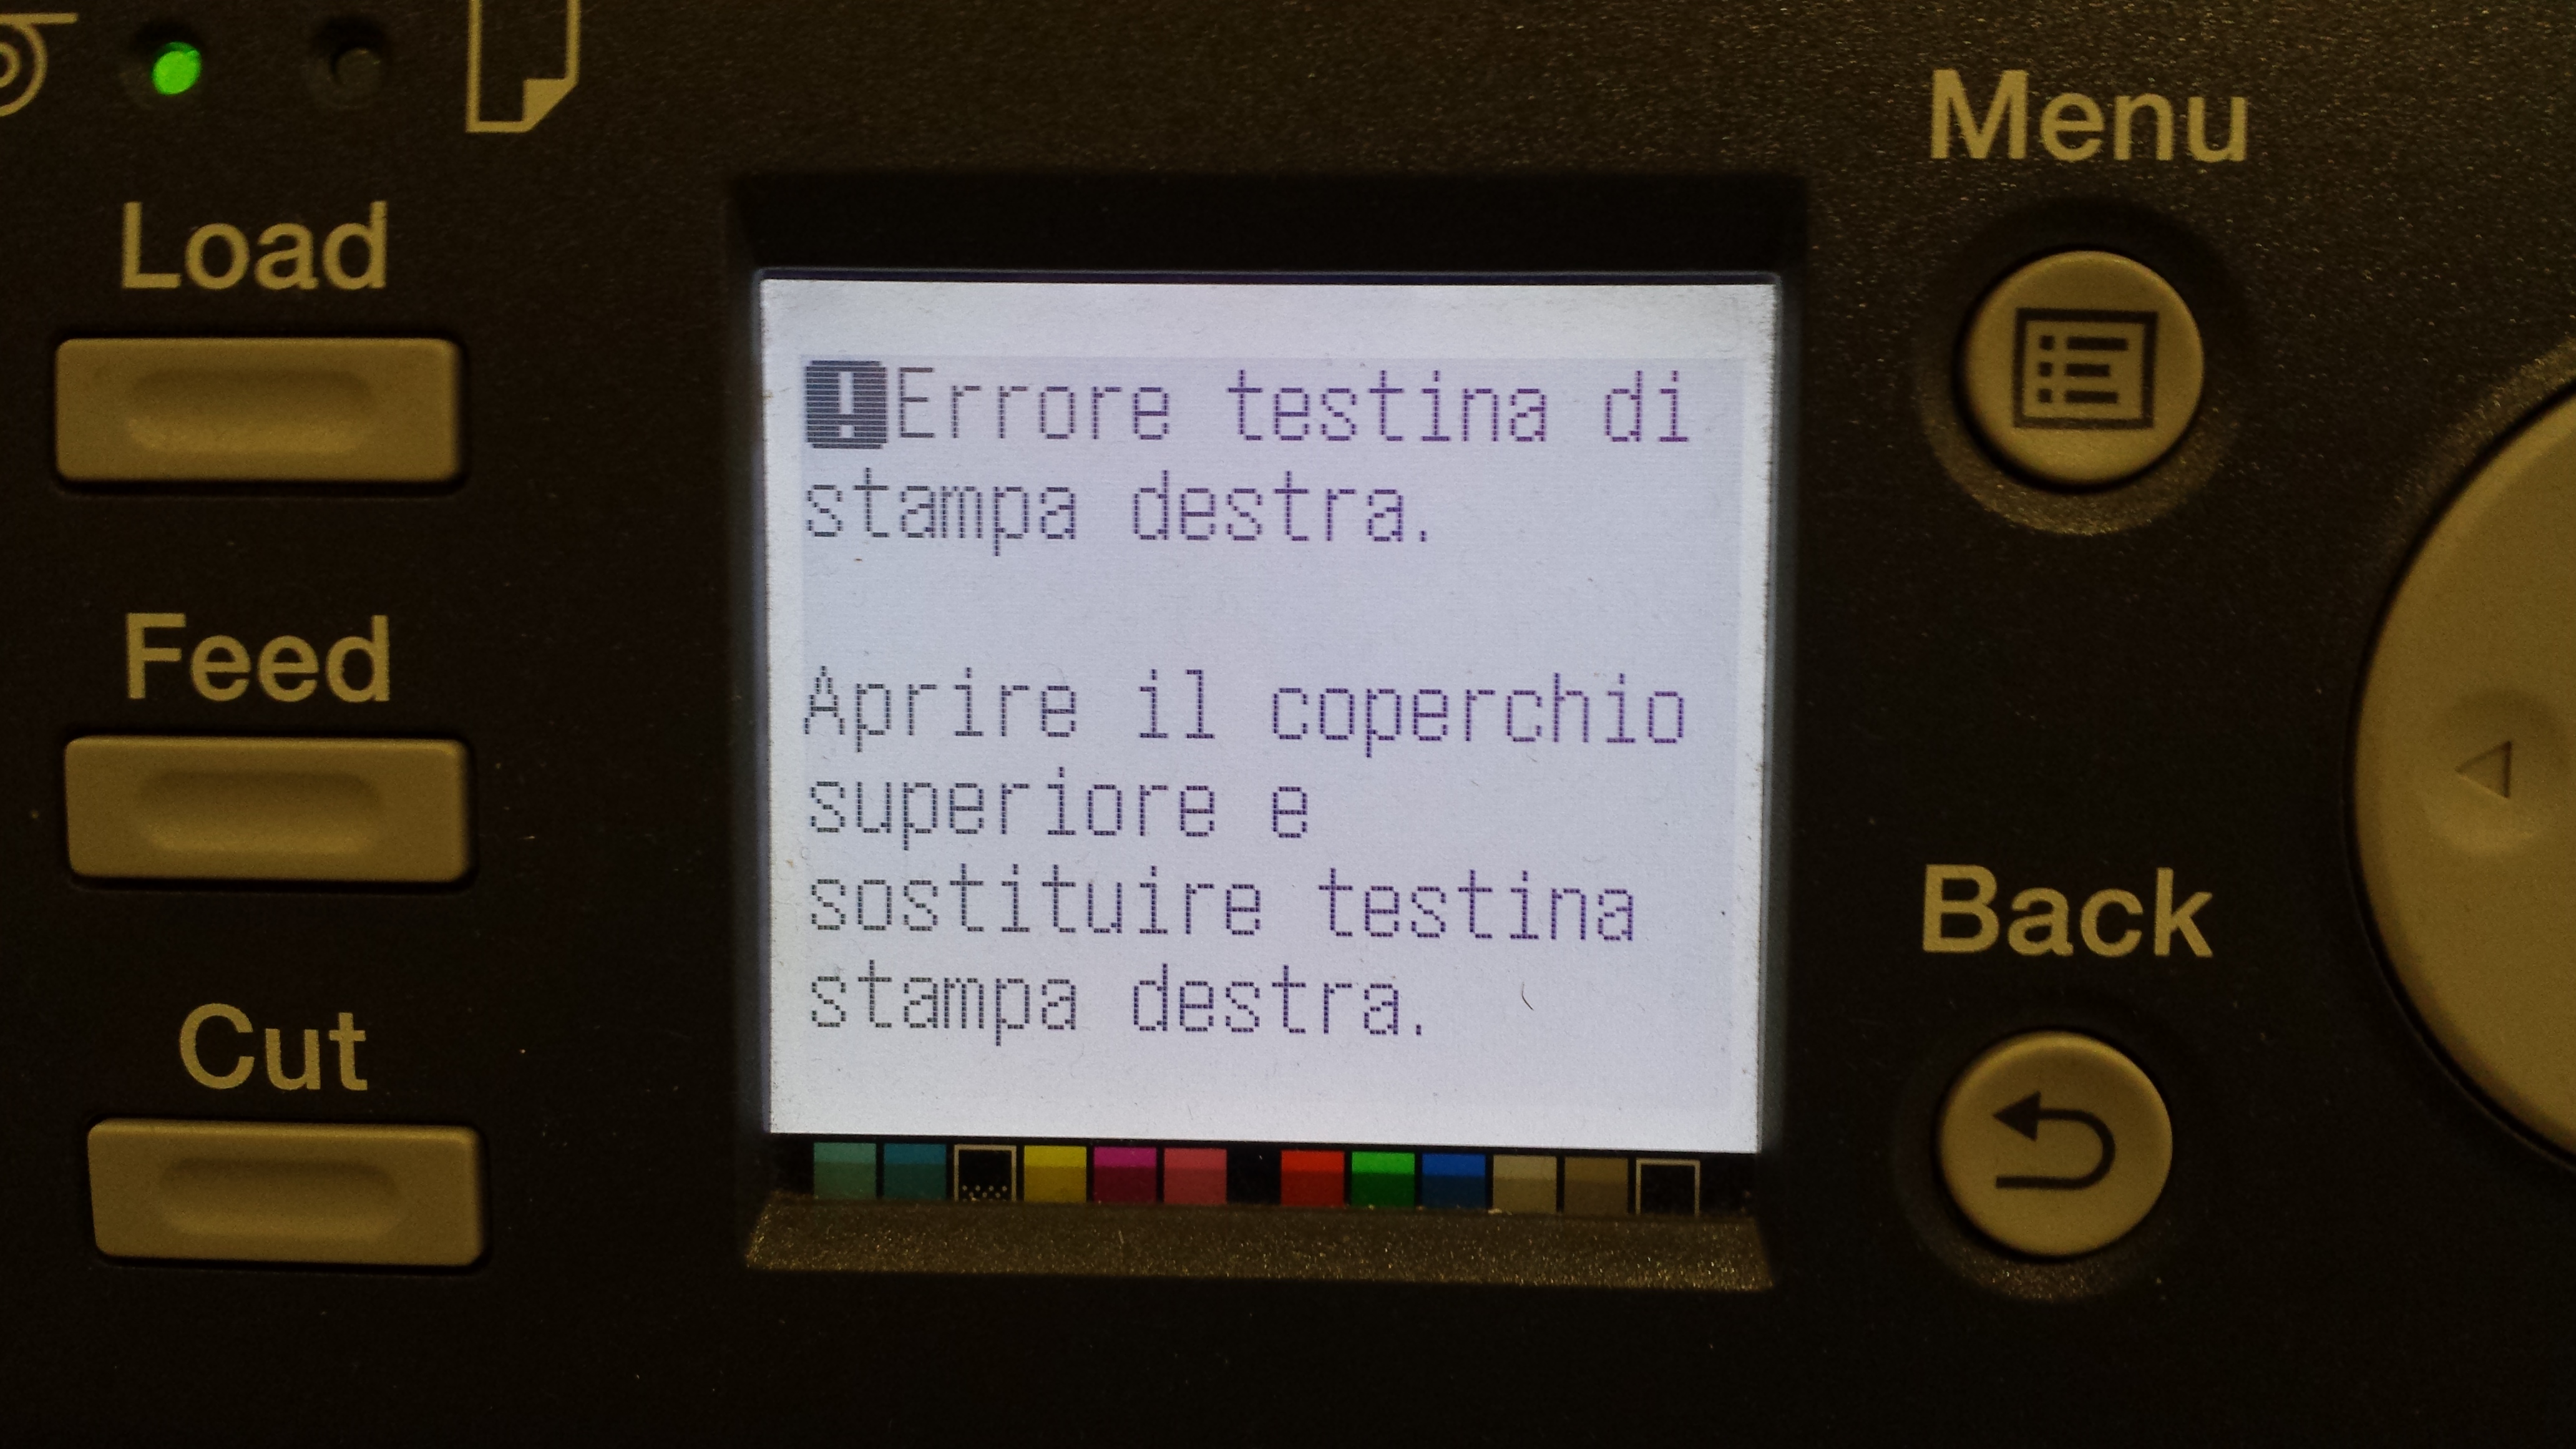 Load
Feed
Cut
!Errore testina di
stampa destra.
Aprire il coperchio
superiore e
sostituire testina
stampa destra.
Menu
Back